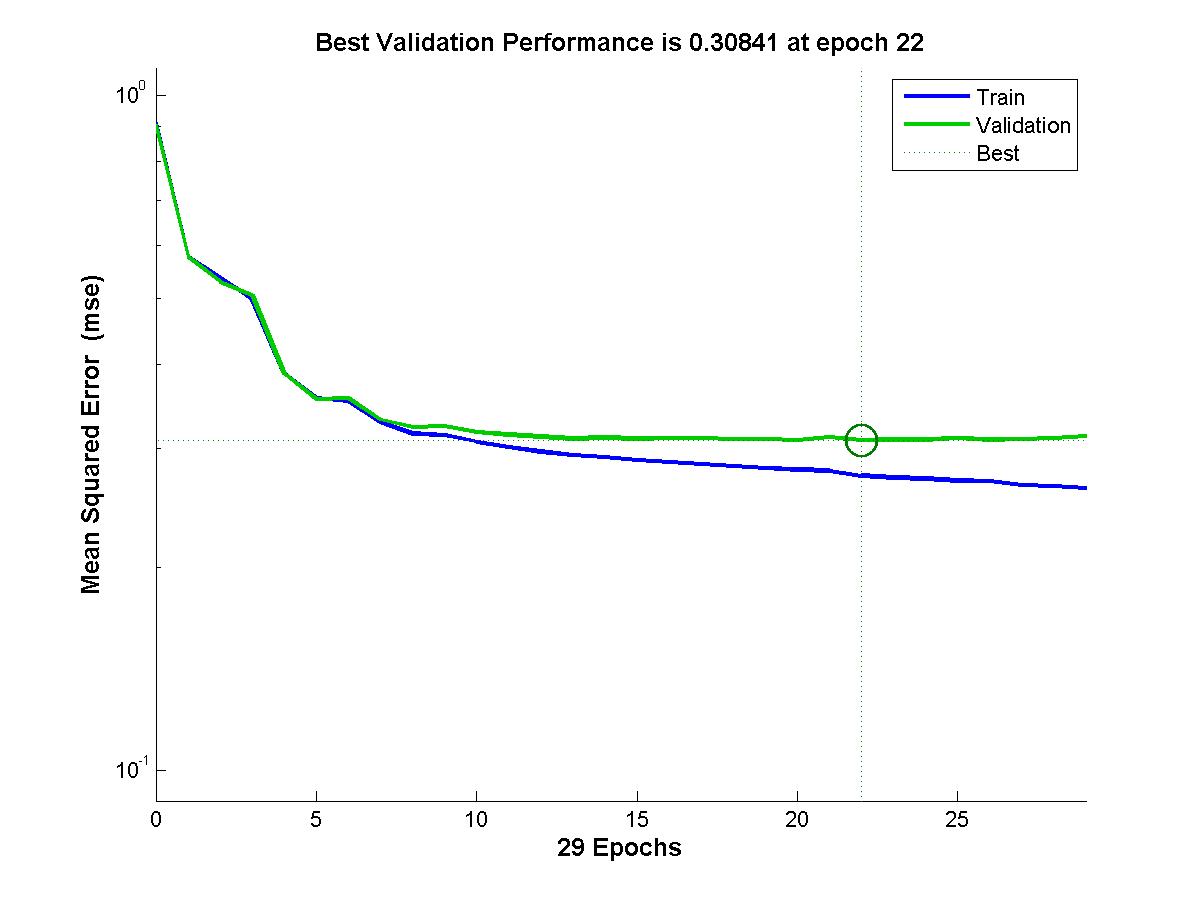 Best Validation Performance is 0.30841 at epoch 22
10^0
Train
Validation
Best
Mean Squared Error (mse)
10^-1
0 5 10 15 20 25
29 Epochs